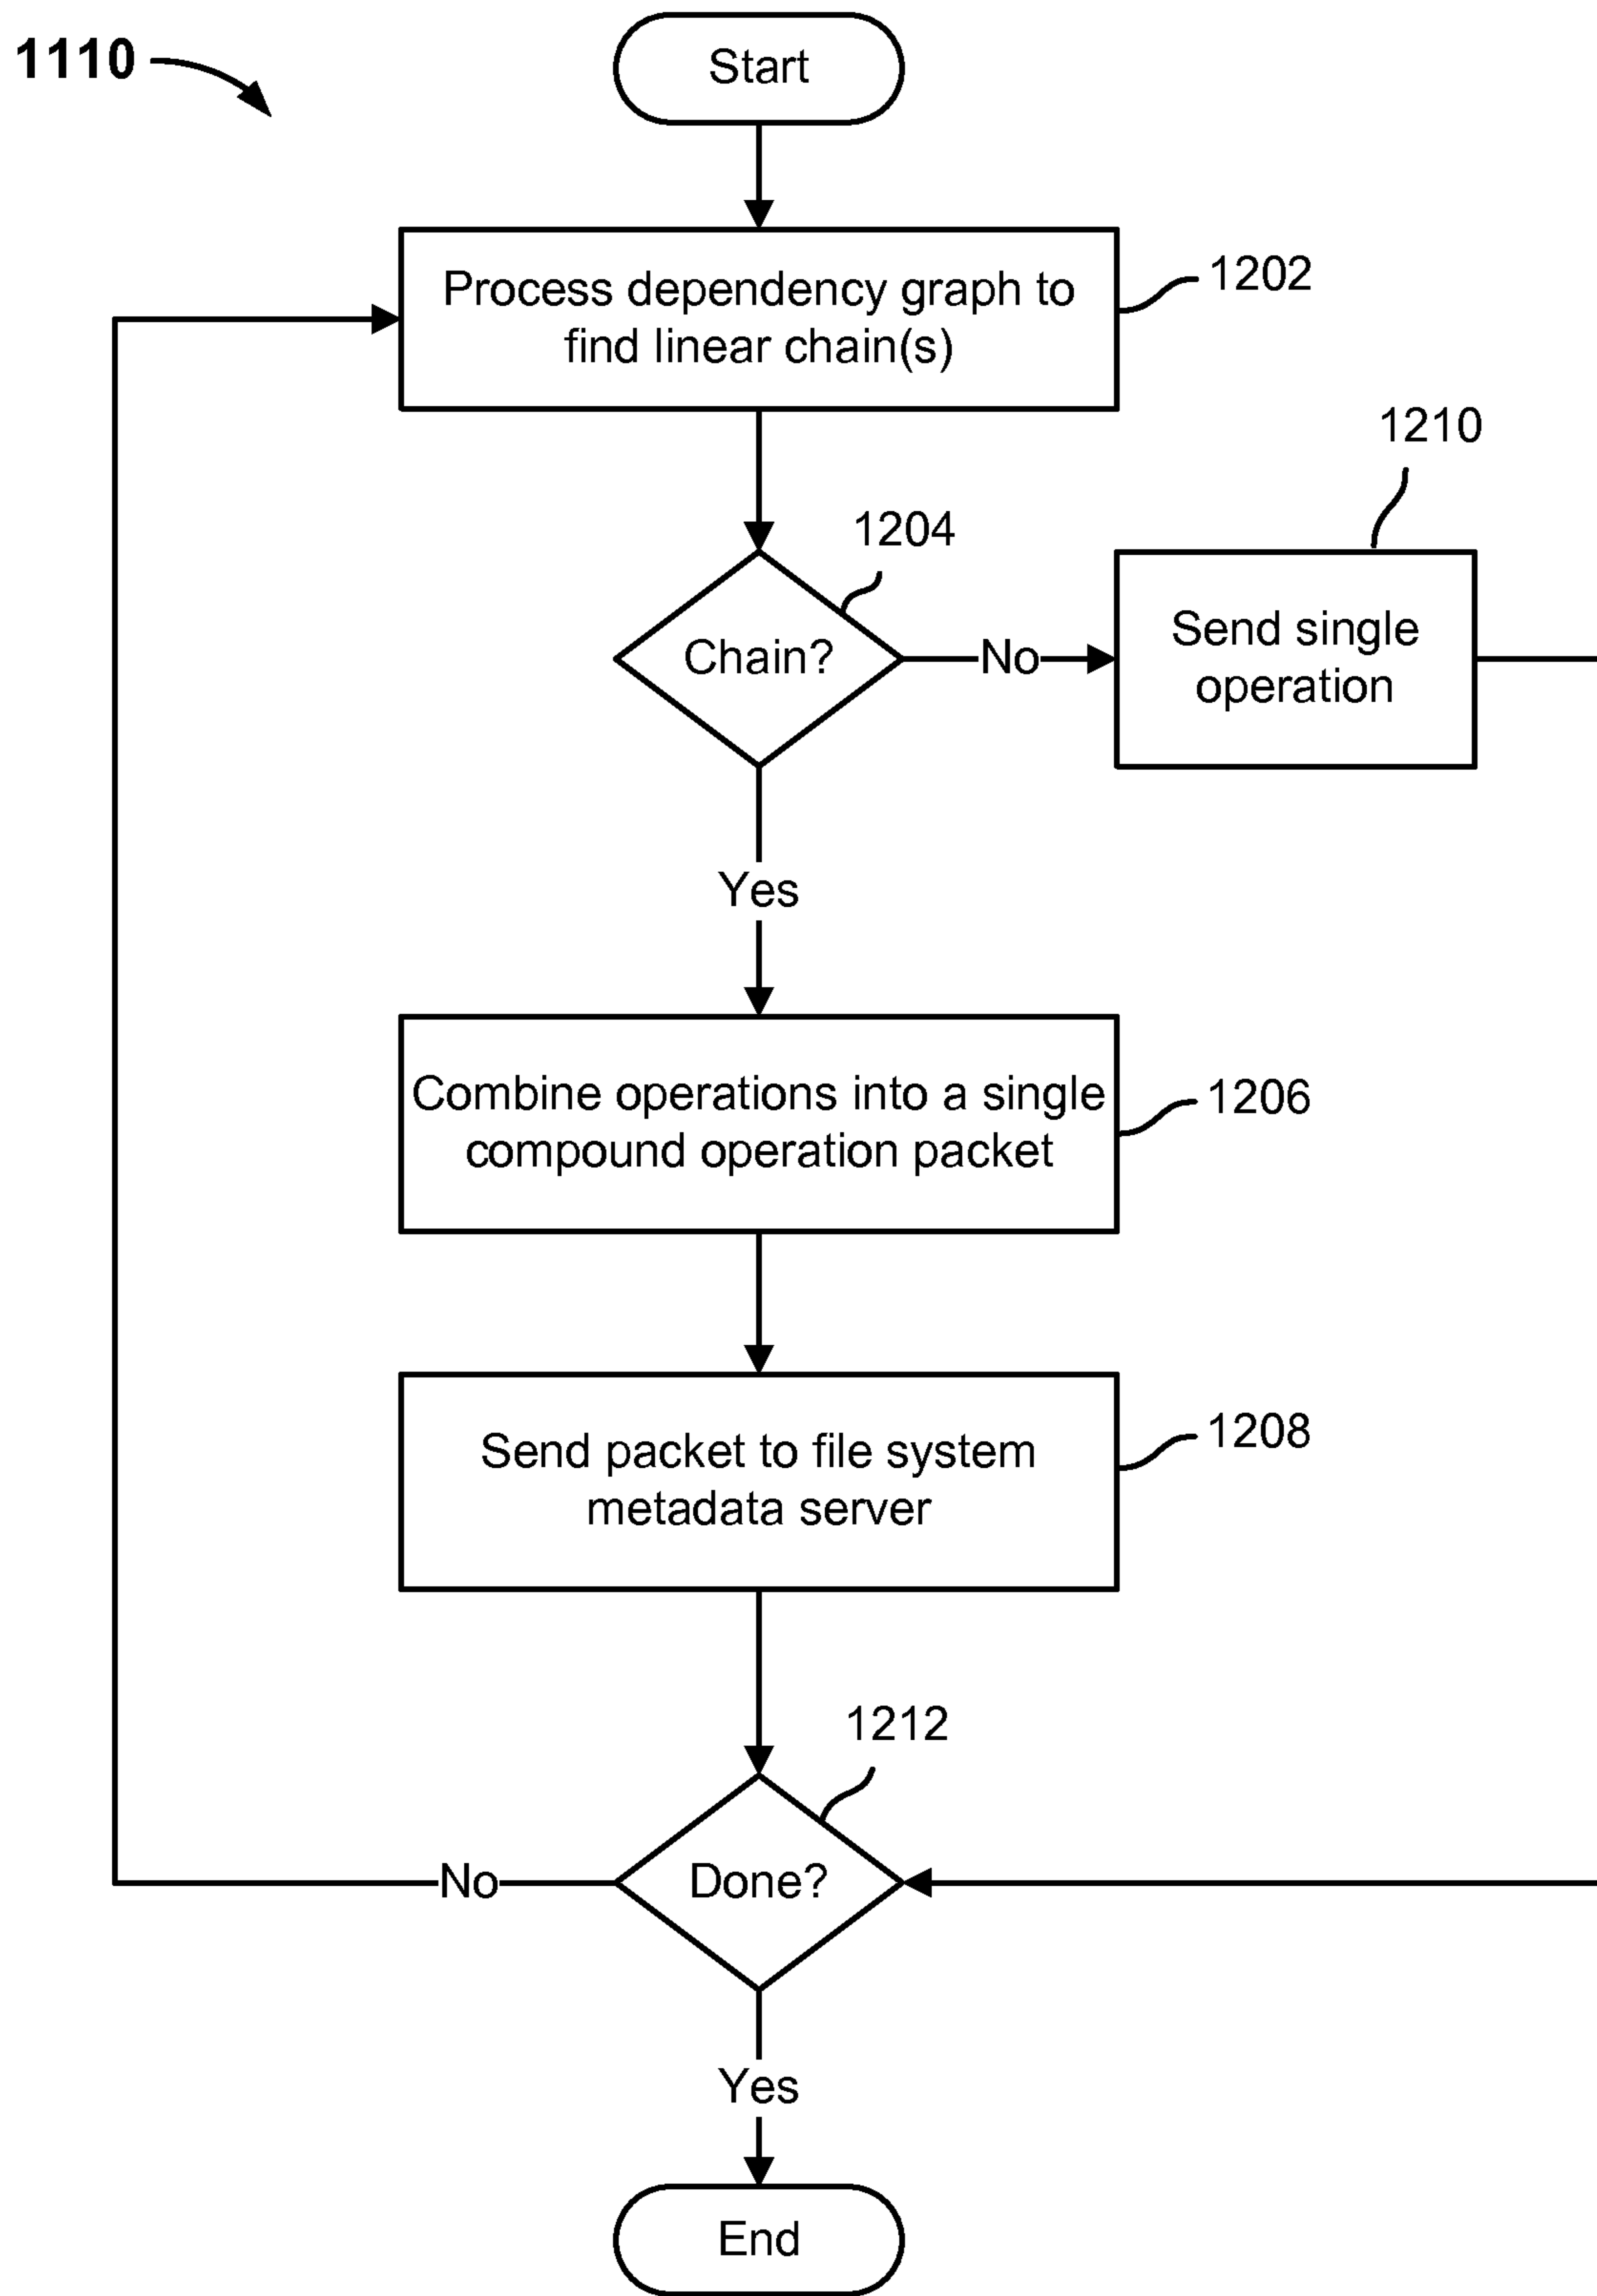 1110
Start
Process dependency graph to
find linear chain(s)
1202
1210
1204
Chain?
No
Send single
operation
Yes
Combine operations into a single
compound operation packet
1206
Send packet to file system
metadata server
1208
1212
No
Done?
Yes
End